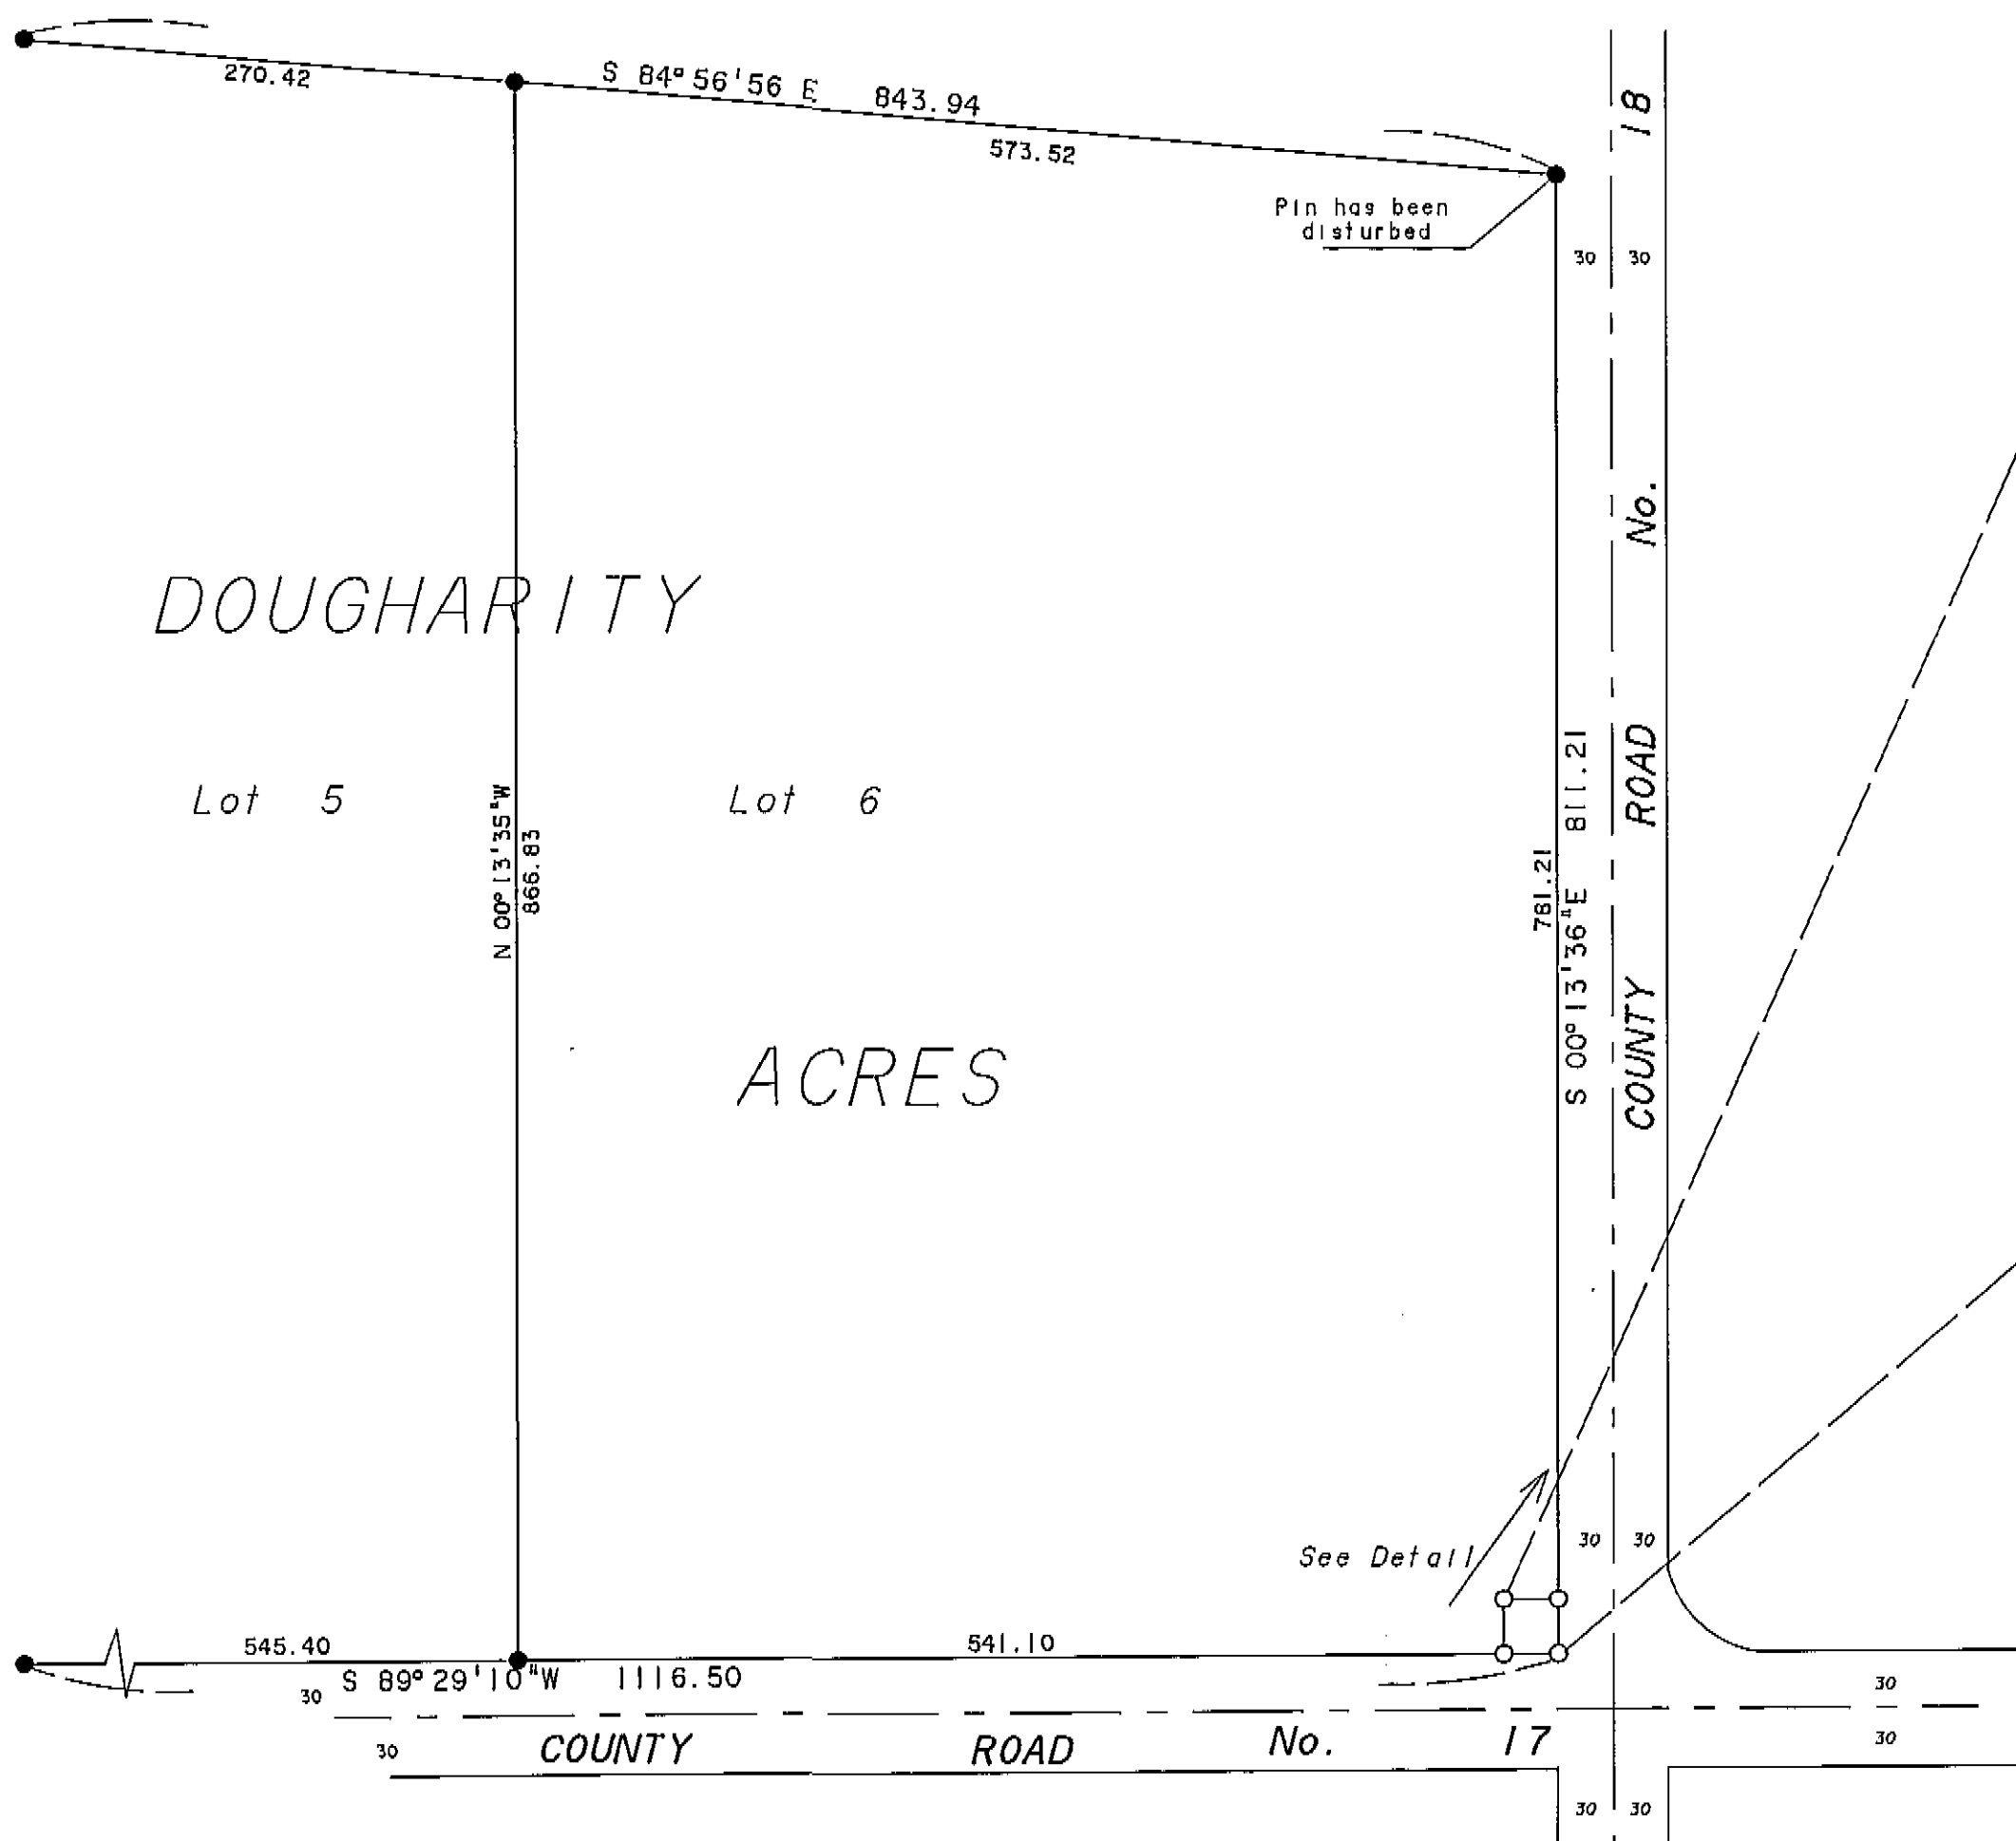 270.42
S 84° 56'56 E 843.94
573.52
Pin has been
disturbed
30 30
COUNTY ROAD No. 18
DOUGHARITY
Lot 5
Lot 6
N 00° 13'35"W
866.83
781.21
S 00° 13'36"E 811.21
ACRES
See Detail
30 30
545.40
541.10
S 89° 29'10"W 1116.50
30
30
30
COUNTY ROAD No. 17
30
30 30